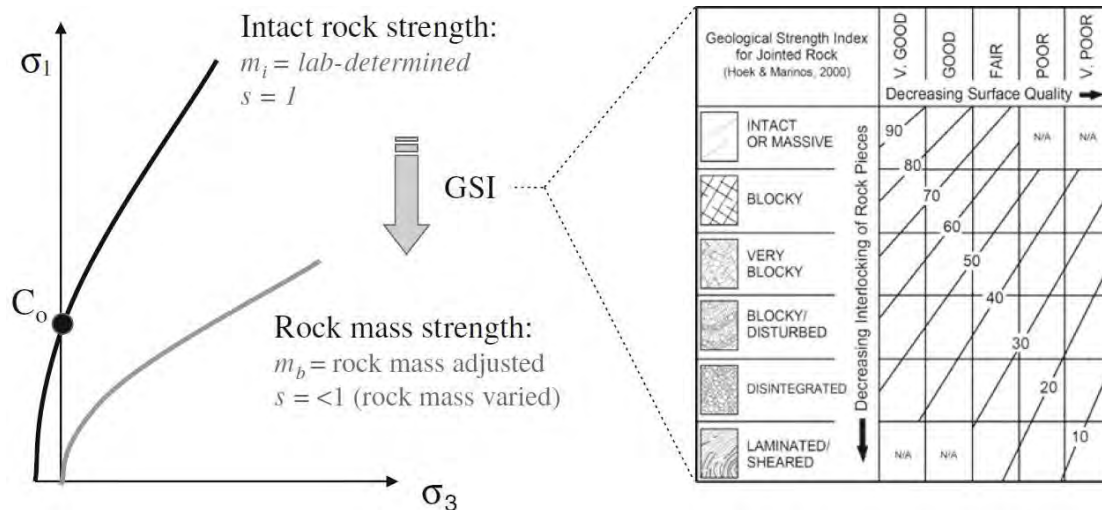 σ1
Intact rock strength:
mi = lab-determined
s = 1
GSI
Co
Rock mass strength:
mb = rock mass adjusted
s = <1 (rock mass varied)
σ3
Geological Strength Index
for Jointed Rock
(Hoek & Marinos, 2000)
V. GOOD
GOOD
FAIR
POOR
V. POOR
Decreasing Surface Quality
Decreasing Interlocking of Rock Pieces
INTACT
OR MASSIVE
BLOCKY
VERY
BLOCKY
BLOCKY/
DISTURBED
DISINTEGRATED
LAMINATED/
SHEARED
90
80
70
60
50
40
30
20
10
N/A
N/A
N/A
N/A